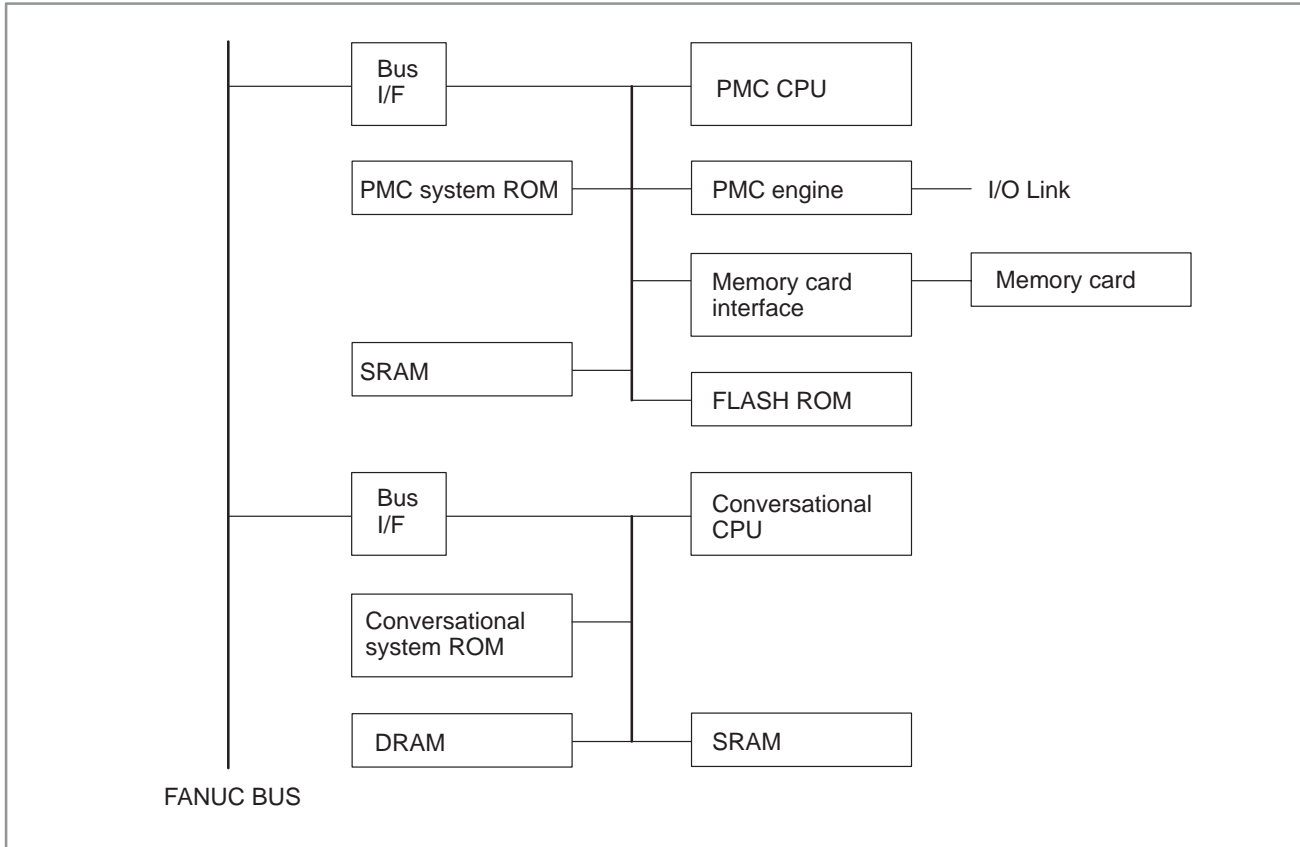 Bus
I/F
PMC CPU
PMC system ROM
PMC engine
I/O Link
Memory card
interface
Memory card
SRAM
FLASH ROM
Bus
I/F
Conversational
CPU
Conversational
system ROM
DRAM
SRAM
FANUC BUS